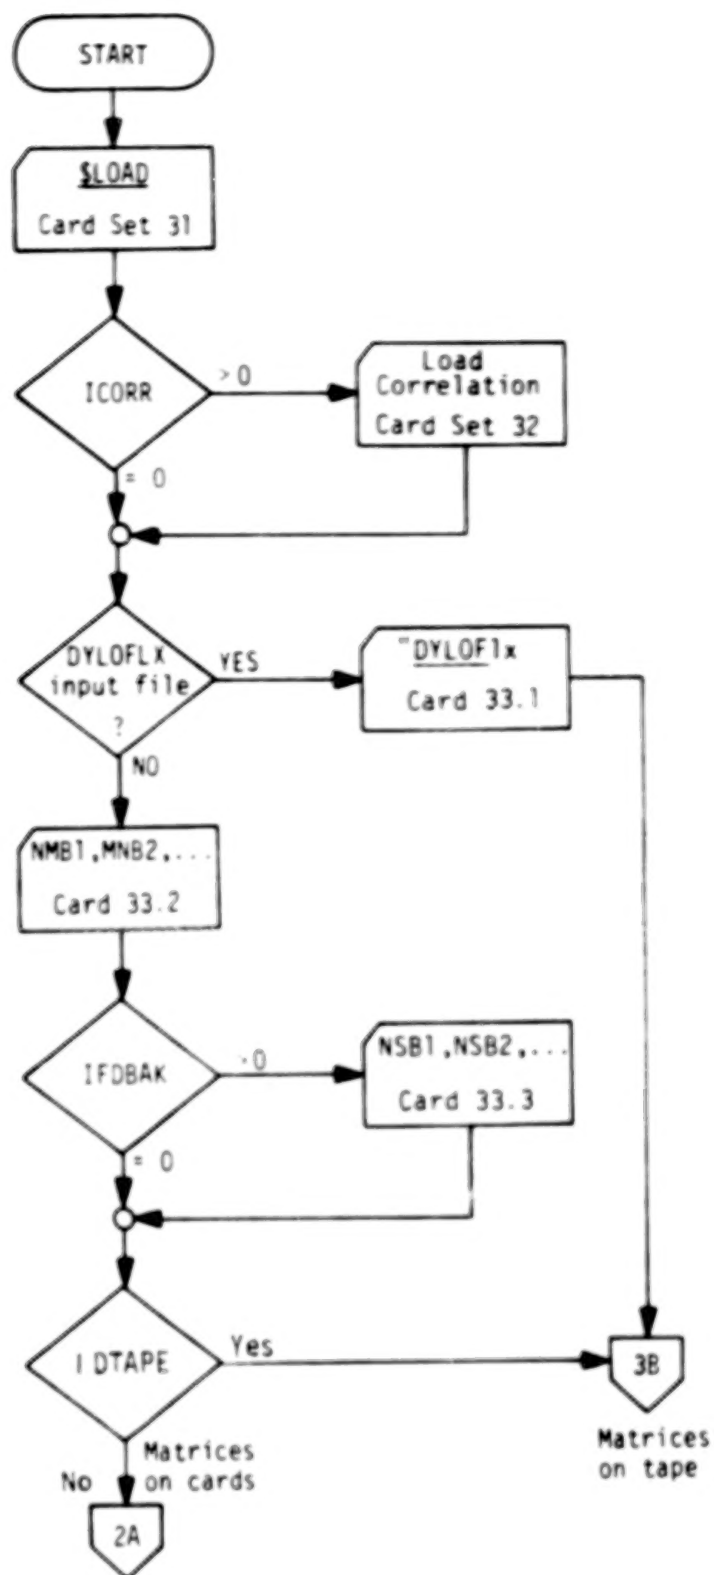 START
$LOAD
Card Set 31
ICORR
>0
Load
Correlation
Card Set 32
= 0
DYLOFLX
input file
?
YES
"DYLOF1x
Card 33.1
NO
NMB1,MNB2,...
Card 33.2
IFDBAK
>0
NSB1,NSB2,...
Card 33.3
= 0
IDTAPE
Yes
3B
Matrices
on tape
No
Matrices
on cards
2A